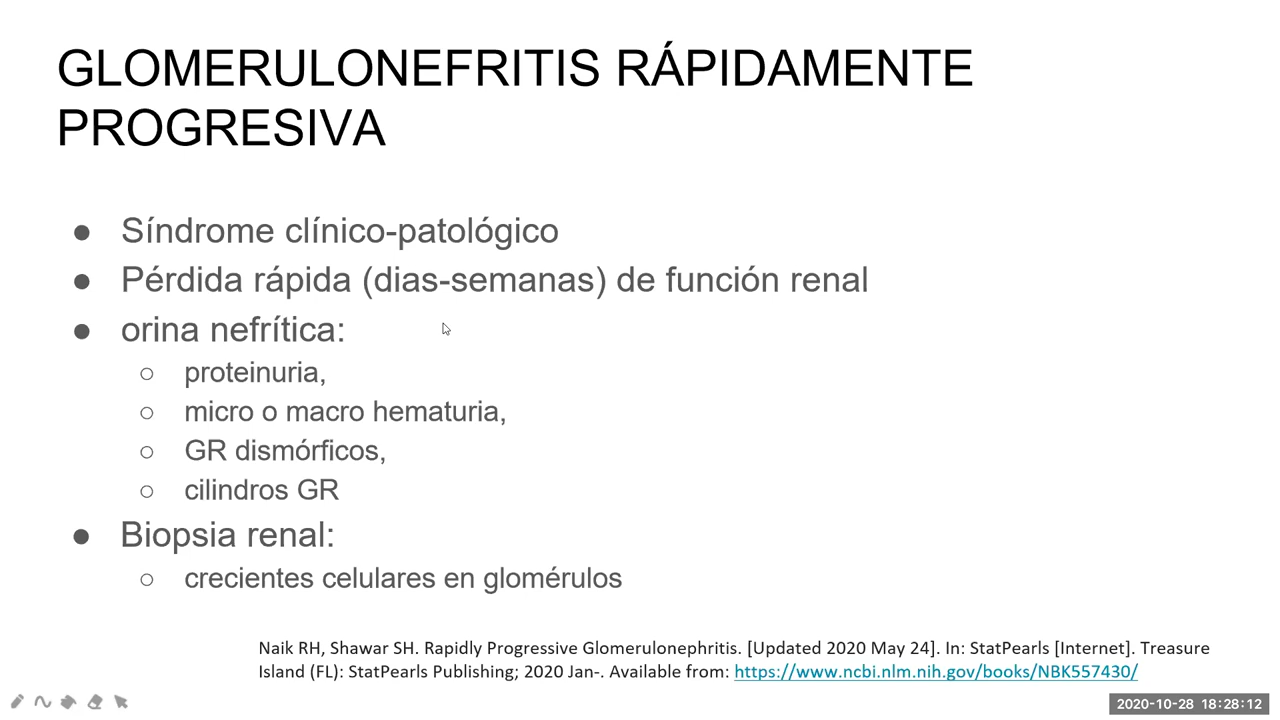 GLOMERULONEFRITIS RÁPIDAMENTE
PROGRESIVA
● Síndrome clínico-patológico
● Pérdida rápida (dias-semanas) de función renal
● orina nefrítica:
○ proteinuria,
○ micro o macro hematuria,
○ GR dismórficos,
○ cilindros GR
● Biopsia renal:
○ crecientes celulares en glomérulos
Naik RH, Shawar SH. Rapidly Progressive Glomerulonephritis. [Updated 2020 May 24]. In: StatPearls [Internet]. Treasure
Island (FL): StatPearls Publishing; 2020 Jan-. Available from: https://www.ncbi.nlm.nih.gov/books/NBK557430/
2020-10-28 18:28:12